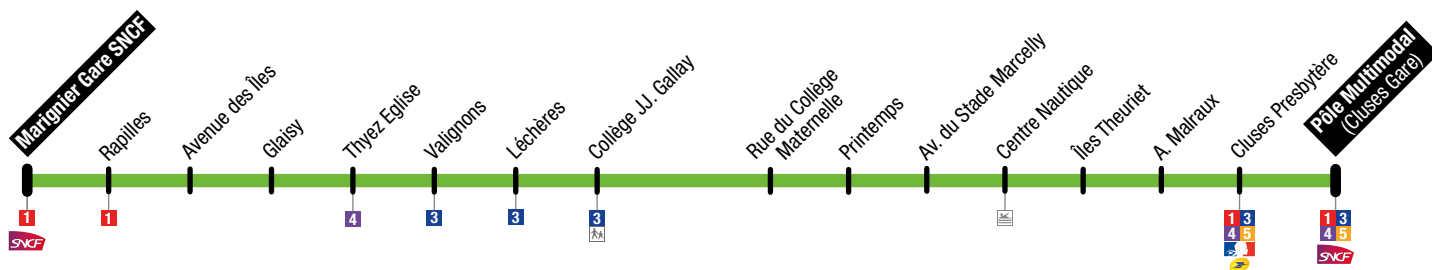 Marignier Gare SNCF
Rapilles
Avenue des Îles
Glaisy
Thyez Eglise
Valignons
Léchères
Collège JJ. Gallay
Rue du Collège
Maternelle
Printemps
Av. du Stade Marcelly
Centre Nautique
Îles Theuriet
A. Malraux
Cluses Presbytère
Pôle Multimodal
(Cluses Gare)
1
SNCF
1
4
3
3
3
1 3
4 5
1 3
4 5
SNCF